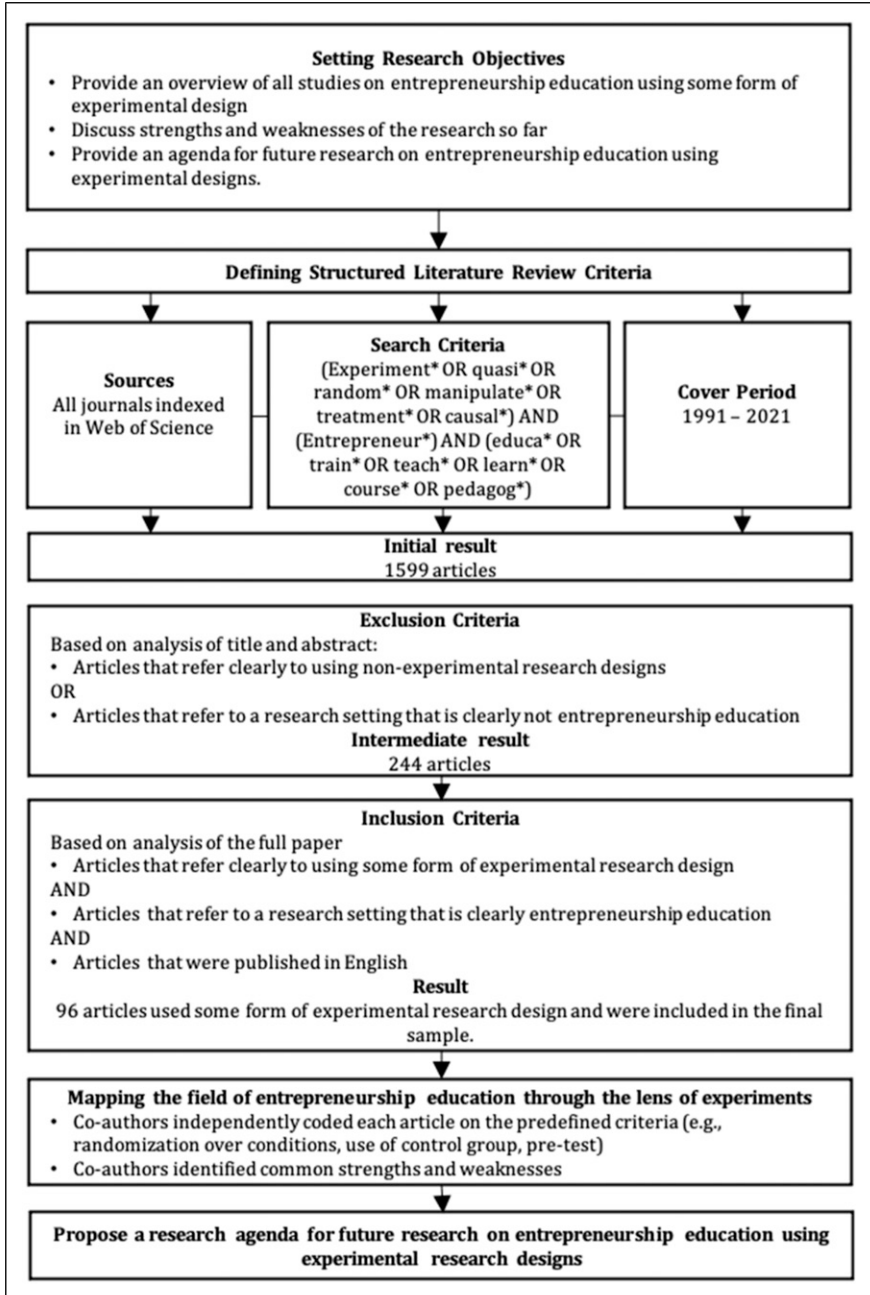 Setting Research Objectives
• Provide an overview of all studies on entrepreneurship education using some form of
experimental design
• Discuss strengths and weaknesses of the research so far
• Provide an agenda for future research on entrepreneurship education using
experimental designs.
Defining Structured Literature Review Criteria
Sources
All journals indexed
in Web of Science
Search Criteria
(Experiment* OR quasi* OR
random* OR manipulate* OR
treatment* OR causal*) AND
(Entrepreneur*) AND (educa* OR
train* OR teach* OR learn* OR
course* OR pedagog*)
Cover Period
1991 – 2021
Initial result
1599 articles
Exclusion Criteria
Based on analysis of title and abstract:
• Articles that refer clearly to using non-experimental research designs
OR
• Articles that refer to a research setting that is clearly not entrepreneurship education
Intermediate result
244 articles
Inclusion Criteria
Based on analysis of the full paper
• Articles that refer clearly to using some form of experimental research design
AND
• Articles that refer to a research setting that is clearly entrepreneurship education
AND
• Articles that were published in English
Result
96 articles used some form of experimental research design and were included in the final
sample.
Mapping the field of entrepreneurship education through the lens of experiments
• Co-authors independently coded each article on the predefined criteria (e.g.,
randomization over conditions, use of control group, pre-test)
• Co-authors identified common strengths and weaknesses
Propose a research agenda for future research on entrepreneurship education using
experimental research designs